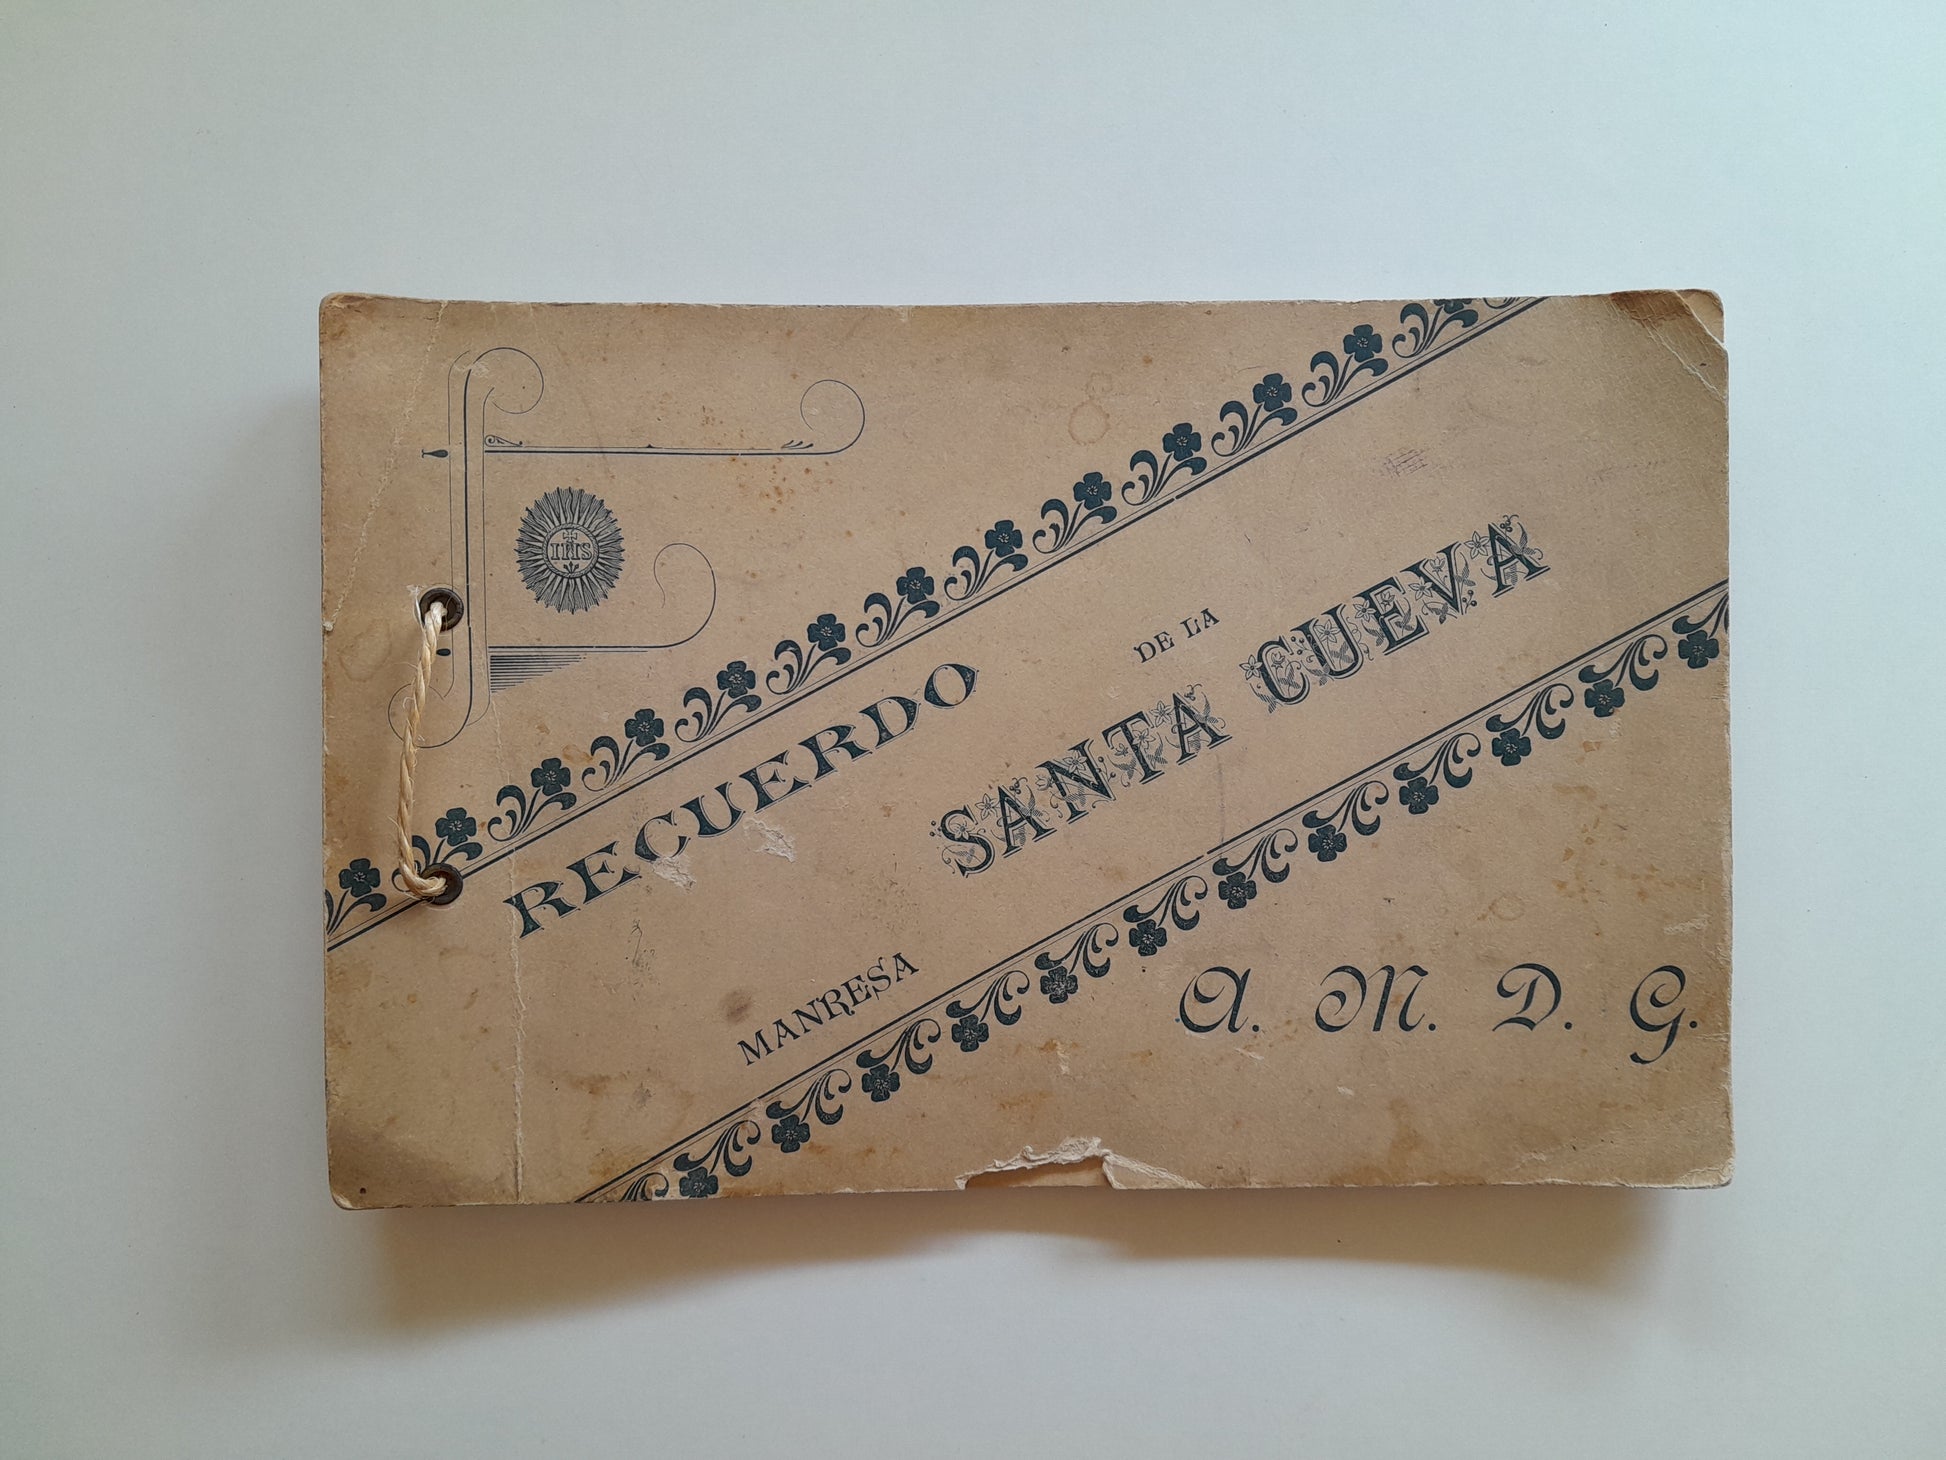 IHS
RECUERDO
DE LA
SANTA CUEVA
MANRESA
A. M. D. G.